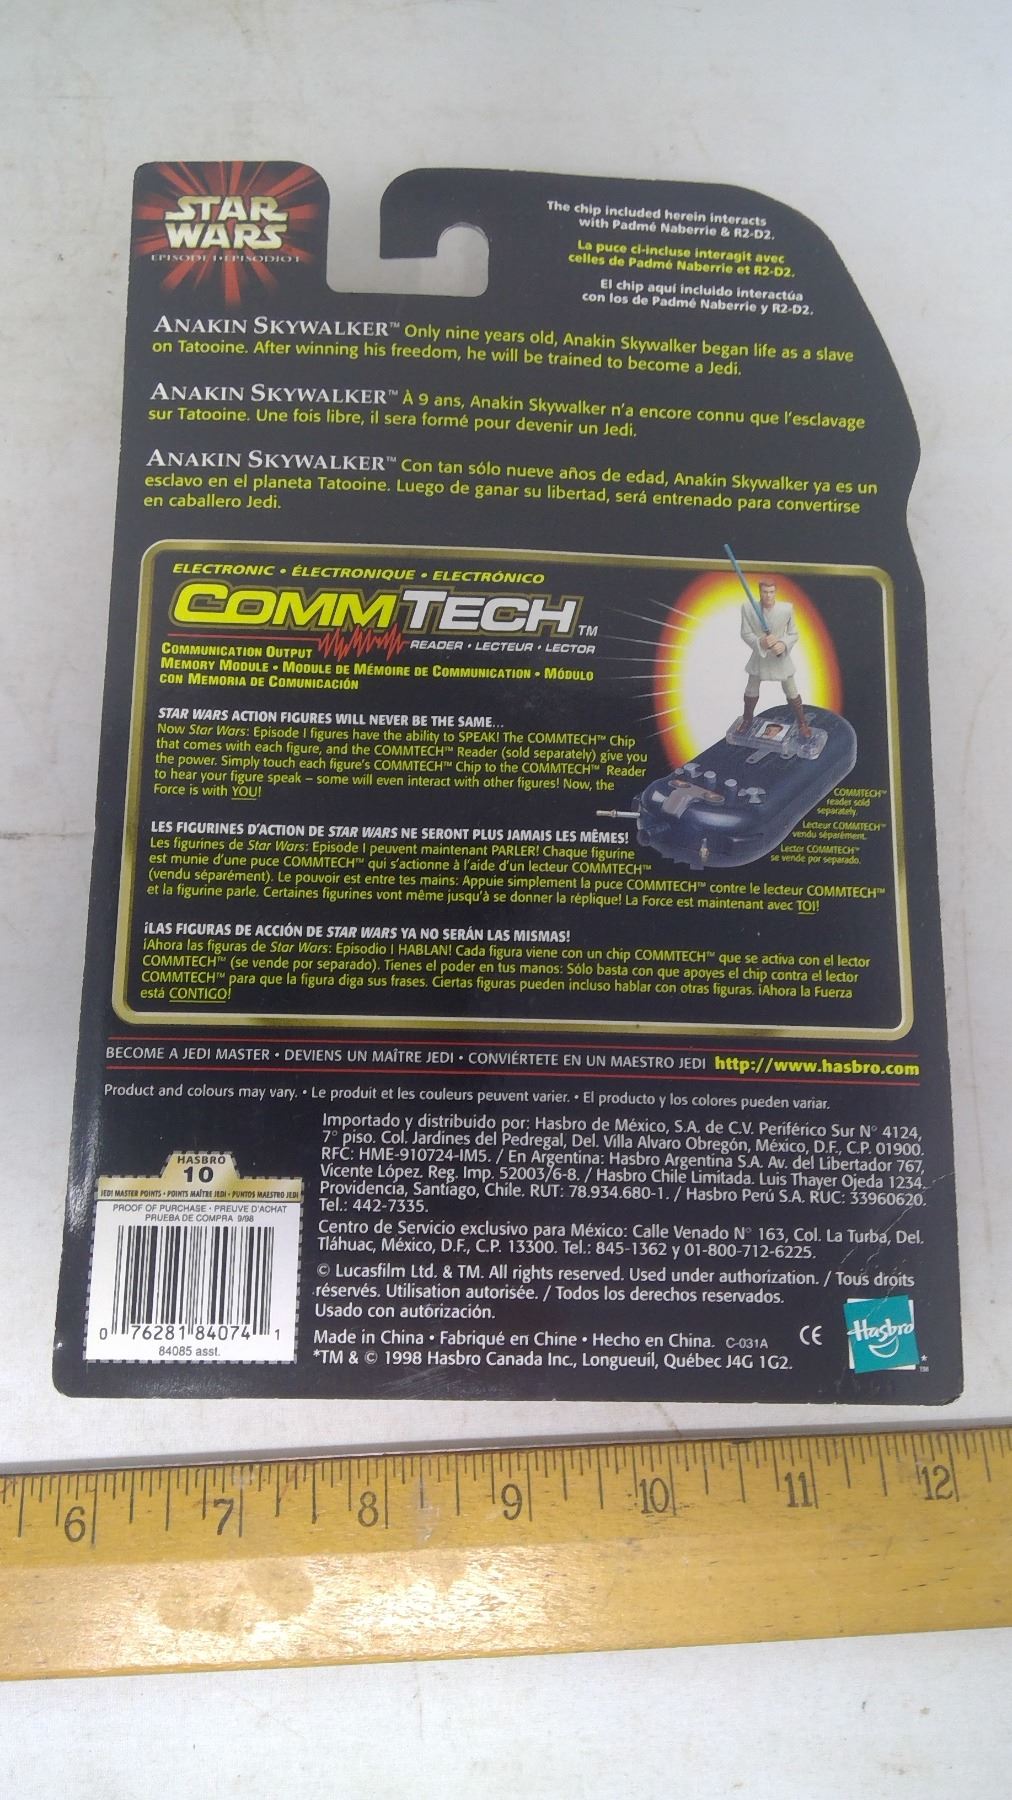 STAR
WARS
EPISODE I • EPISODIO I
The chip included herein interacts
with Padmé Naberrie & R2-D2.
La puce ci-incluse interagit avec
celles de Padmé Naberrie et R2-D2.
El chip aquí incluido interactúa
con los de Padmé Naberrie y R2-D2.
ANAKIN SKYWALKER™ Only nine years old, Anakin Skywalker began life as a slave
on Tatooine. After winning his freedom, he will be trained to become a Jedi.
ANAKIN SKYWALKER™ À 9 ans, Anakin Skywalker n'a encore connu que l'esclavage
sur Tatooine. Une fois libre, il sera formé pour devenir un Jedi.
ANAKIN SKYWALKER™ Con tan sólo nueve años de edad, Anakin Skywalker ya es un
esclavo en el planeta Tatooine. Luego de ganar su libertad, será entrenado para convertirse
en caballero Jedi.
ELECTRONIC • ÉLECTRONIQUE • ELECTRÓNICO
COMMTECH™
READER • LECTEUR • LECTOR
COMMUNICATION OUTPUT
MEMORY MODULE • MODULE DE MÉMOIRE DE COMMUNICATION • MÓDULO
CON MEMORIA DE COMUNICACIÓN
STAR WARS ACTION FIGURES WILL NEVER BE THE SAME...
Now Star Wars: Episode I figures have the ability to SPEAK! The COMMTECH™ Chip
that comes with each figure, and the COMMTECH™ Reader (sold separately) give you
the power. Simply touch each figure's COMMTECH™ Chip to the COMMTECH™ Reader
to hear your figure speak – some will even interact with other figures! Now, the
Force is with YOU!
COMMTECH™
reader sold
separately.
Lecteur COMMTECH™
vendu séparément.
Lector COMMTECH™
se vende por separado.
LES FIGURINES D'ACTION DE STAR WARS NE SERONT PLUS JAMAIS LES MÊMES!
Les figurines de Star Wars: Episode I peuvent maintenant PARLER! Chaque figurine
est munie d'une puce COMMTECH™ qui s'actionne à l'aide d'un lecteur COMMTECH™
(vendu séparément). Le pouvoir est entre tes mains: Appuie simplement la puce COMMTECH™ contre le lecteur COMMTECH™
et la figurine parle. Certaines figurines vont même jusqu'à se donner la réplique! La Force est maintenant avec TOI!
¡LAS FIGURAS DE ACCIÓN DE STAR WARS YA NO SERÁN LAS MISMAS!
¡Ahora las figuras de Star Wars: Episodio I HABLAN! Cada figura viene con un chip COMMTECH™ que se activa con el lector
COMMTECH™ (se vende por separado). Tienes el poder en tus manos: Sólo basta con que apoyes el chip contra el lector
COMMTECH™ para que la figura diga sus frases. Ciertas figuras pueden incluso hablar con otras figuras. ¡Ahora la Fuerza
está CONTIGO!
BECOME A JEDI MASTER • DEVIENS UN MAÎTRE JEDI • CONVIÉRTETE EN UN MAESTRO JEDI http://www.hasbro.com
Product and colours may vary. • Le produit et les couleurs peuvent varier. • El producto y los colores pueden variar.
HASBRO
10
JEDI MASTER POINTS • POINTS MAÎTRE JEDI • PUNTOS MAESTRO JEDI
PROOF OF PURCHASE • PREUVE D'ACHAT
PRUEBA DE COMPRA 9/98
0 76281 84074 1
84085 asst.
Importado y distribuido por: Hasbro de México, S.A. de C.V. Periférico Sur N° 4124,
7° piso. Col. Jardines del Pedregal, Del. Villa Alvaro Obregón, México, D.F., C.P. 01900.
RFC: HME-910724-IM5. / En Argentina: Hasbro Argentina S.A. Av. del Libertador 767,
Vicente López. Reg. Imp. 52003/6-8. / Hasbro Chile Limitada. Luis Thayer Ojeda 1234,
Providencia, Santiago, Chile. RUT: 78.934.680-1. / Hasbro Perú S.A. RUC: 33960620.
Tel.: 442-7335.
Centro de Servicio exclusivo para México: Calle Venado N° 163, Col. La Turba, Del.
Tláhuac, México, D.F., C.P. 13300. Tel.: 845-1362 y 01-800-712-6225.
© Lucasfilm Ltd. & TM. All rights reserved. Used under authorization. / Tous droits
réservés. Utilisation autorisée. / Todos los derechos reservados.
Usado con autorización.
Made in China • Fabriqué en Chine • Hecho en China. C-031A CE
*TM & © 1998 Hasbro Canada Inc., Longueuil, Québec J4G 1G2.
Hasbro
*
TM
6 7 8 9 10 11 12